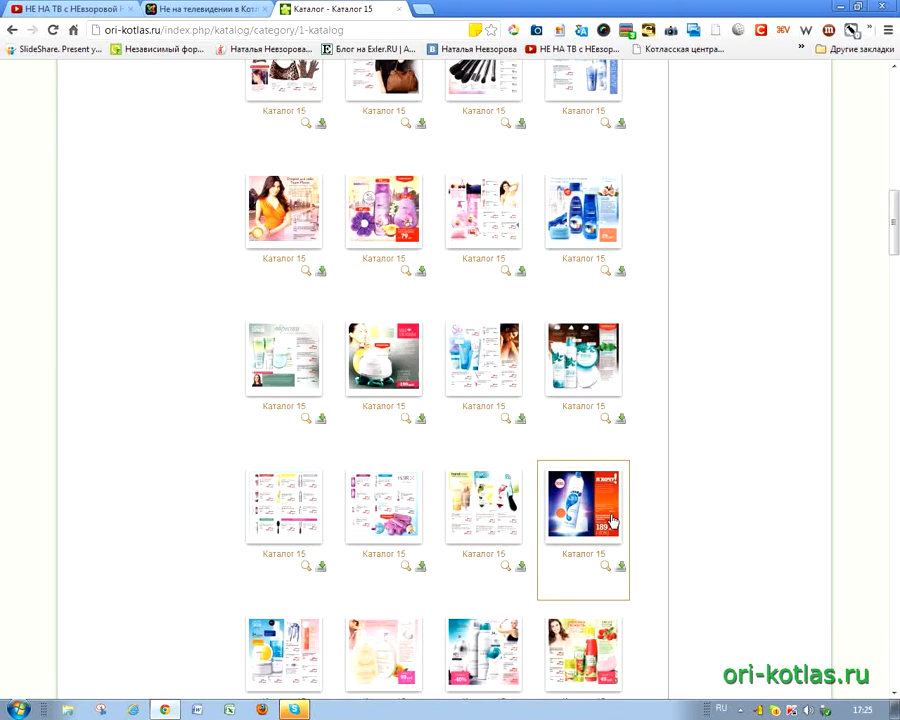 НЕ НА ТВ с НЕвзоровой Н
Не на телевидении в Котл
Каталог - Каталог 15
ori-kotlas.ru/index.php/katalog/category/1-katalog
SlideShare. Present y...
Независимый фор...
Наталья Невзорова..
Блог на Exler.RU | А...
Наталья Невзорова
НЕ НА ТВ с НЕвзор...
Котласская центра...
»
Другие закладки
Каталог 15 Каталог 15 Каталог 15 Каталог 15
Каталог 15 Каталог 15 Каталог 15 Каталог 15
Каталог 15 Каталог 15 Каталог 15 Каталог 15
Я ХОЧУ!
189
Каталог 15 Каталог 15 Каталог 15 Каталог 15
ori-kotlas.ru
RU
17:25